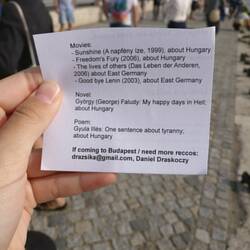 Movies:
- Sunshine (A napfény íze, 1999), about Hungary
- Freedom's Fury (2006), about Hungary
- The lives of others (Das Leben der Anderen,
2006) about East Germany
- Good bye Lenin (2003), about East Germany
Novel:
György (George) Faludy: My happy days in Hell;
about Hungary
Poem:
Gyula Illés: One sentence about tyranny;
about Hungary
If coming to Budapest / need more reccos:
drazsika@gmail.com, Daniel Draskoczy